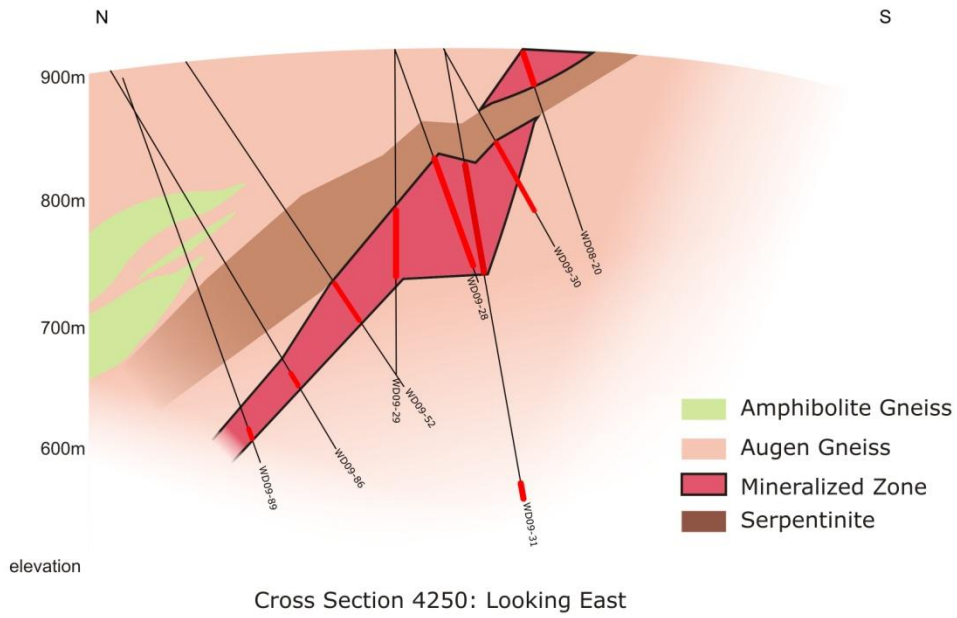 N
S
900m
800m
700m
600m
elevation
WD08-20
WD09-30
WD09-28
WD09-29
WD09-52
WD09-86
WD09-89
WD09-31
Amphibolite Gneiss
Augen Gneiss
Mineralized Zone
Serpentinite
Cross Section 4250: Looking East